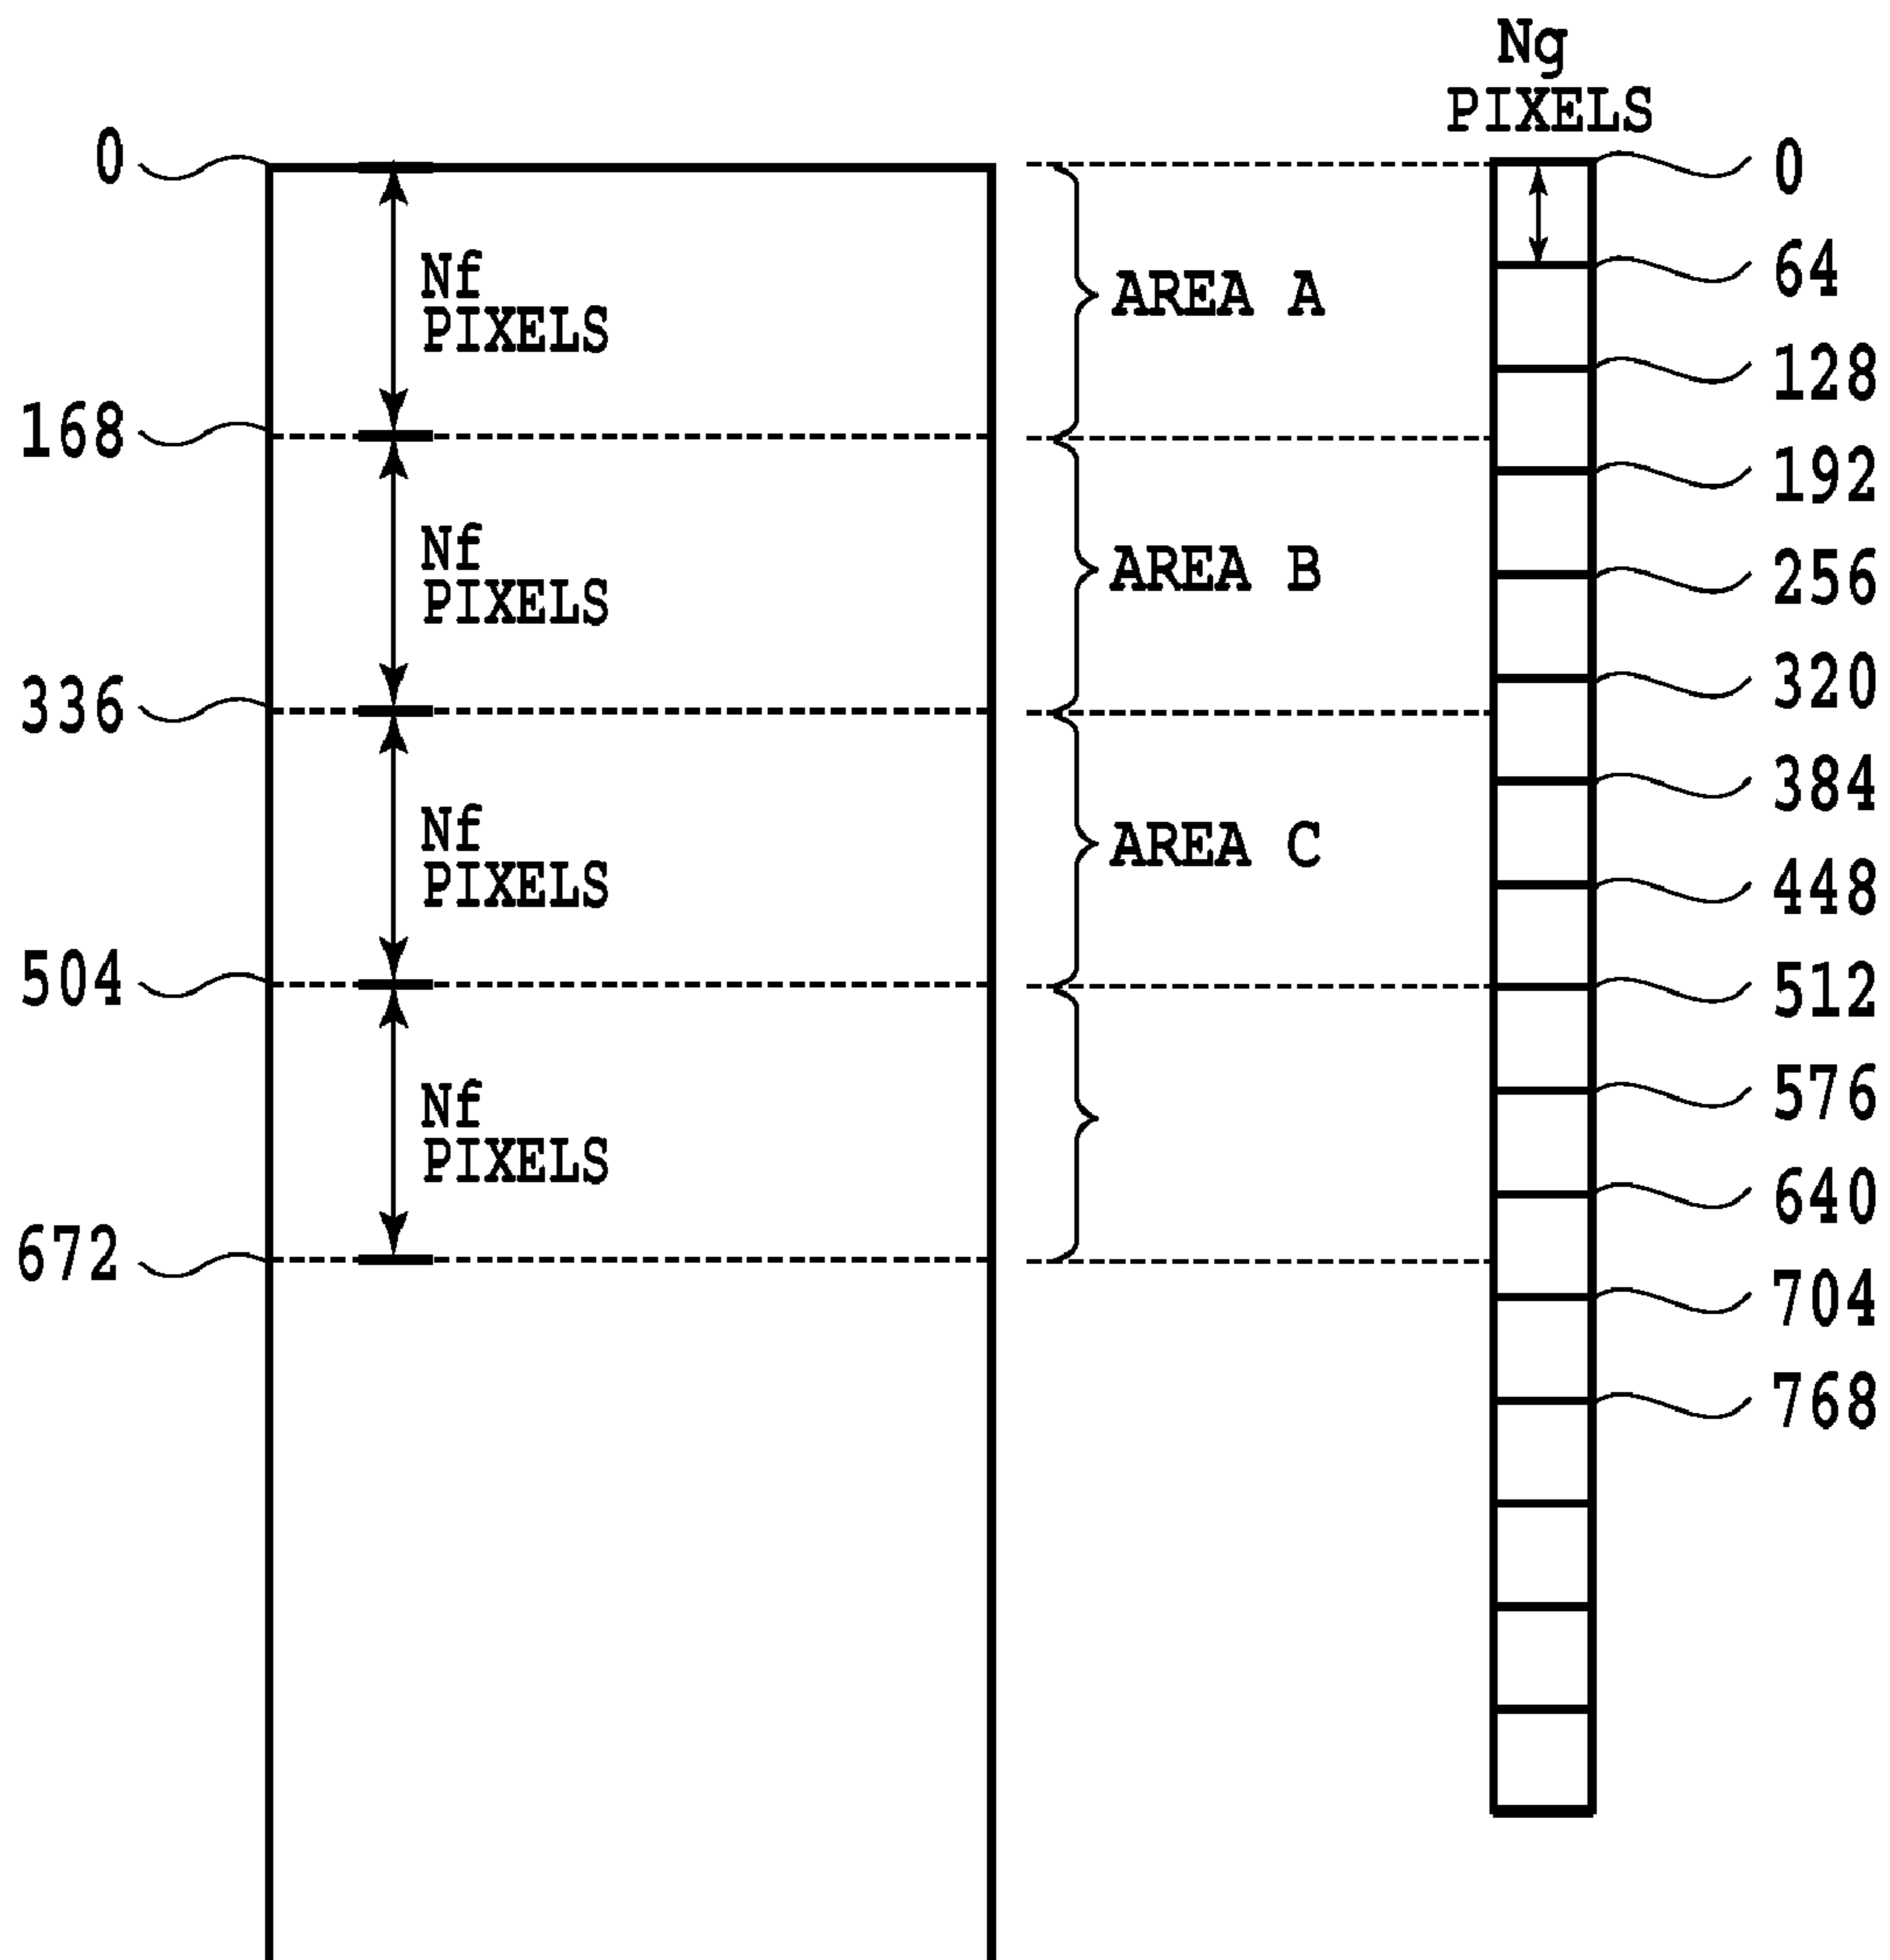 Ng
PIXELS
0
0
Nf
PIXELS
AREA A
64
128
168
192
Nf
PIXELS
AREA B
256
320
336
384
Nf
PIXELS
AREA C
448
504
512
576
Nf
PIXELS
640
672
704
768